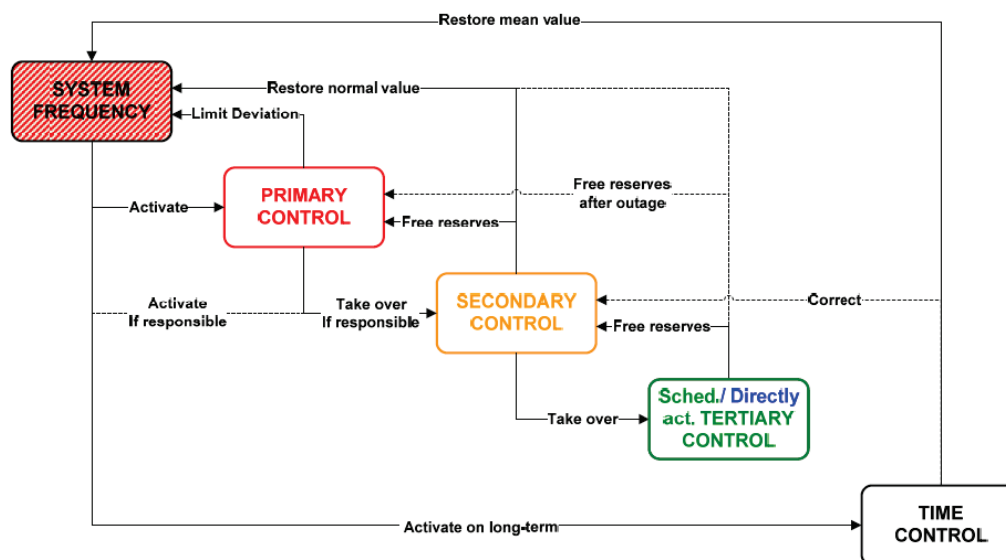 Restore mean value
SYSTEM
FREQUENCY
Restore normal value
Limit Deviation
PRIMARY
CONTROL
Activate
Free reserves
after outage
Free reserves
Activate
If responsible
Take over
If responsible
SECONDARY
CONTROL
Correct
Free reserves
Sched./ Directly
act. TERTIARY
CONTROL
Take over
TIME
CONTROL
Activate on long-term